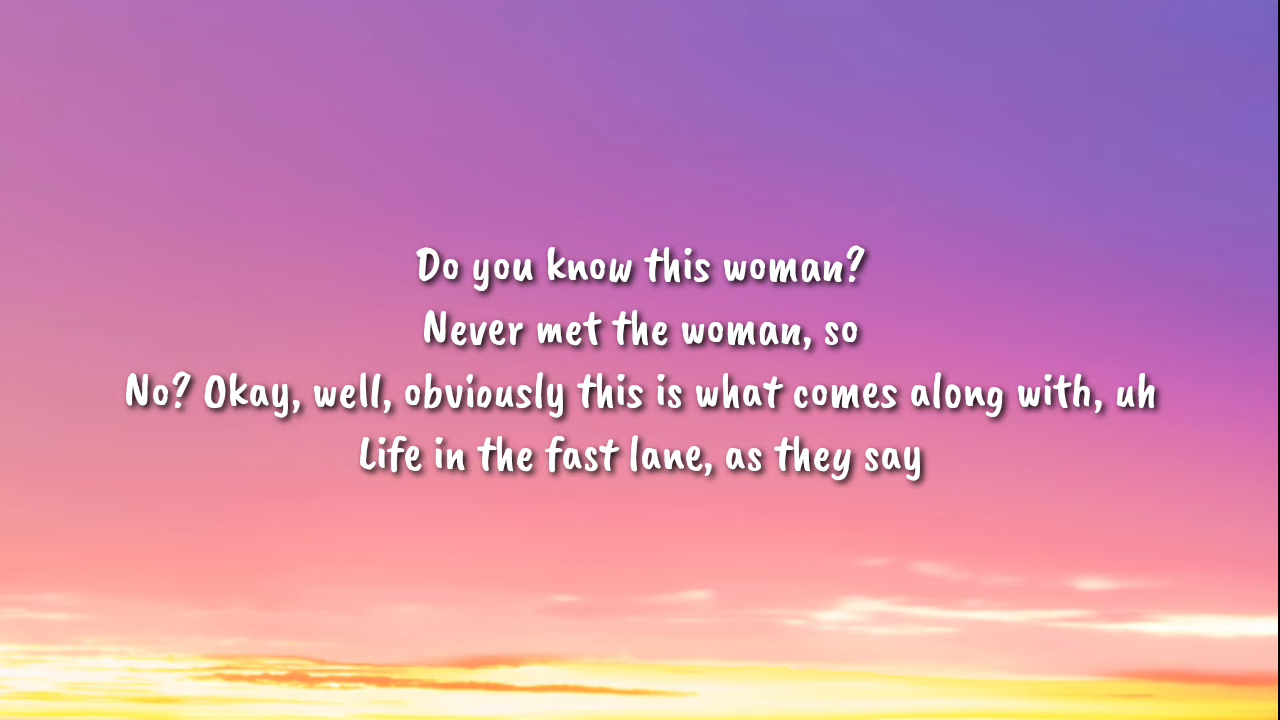 Do you know this woman?
Never met the woman, so
No? Okay, well, obviously this is what comes along with, uh
Life in the fast lane, as they say